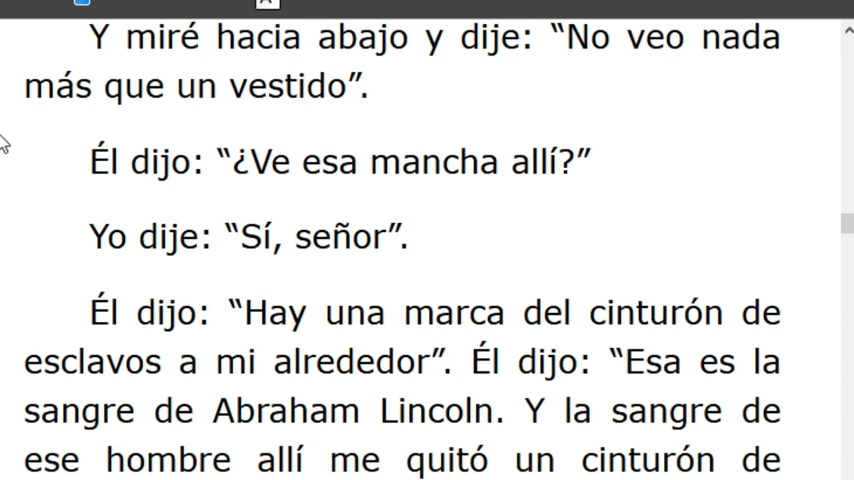 Y miré hacia abajo y dije: “No veo nada
más que un vestido”.
Él dijo: “¿Ve esa mancha allí?”
Yo dije: “Sí, señor”.
Él dijo: “Hay una marca del cinturón de
esclavos a mi alrededor”. Él dijo: “Esa es la
sangre de Abraham Lincoln. Y la sangre de
ese hombre allí me quitó un cinturón de